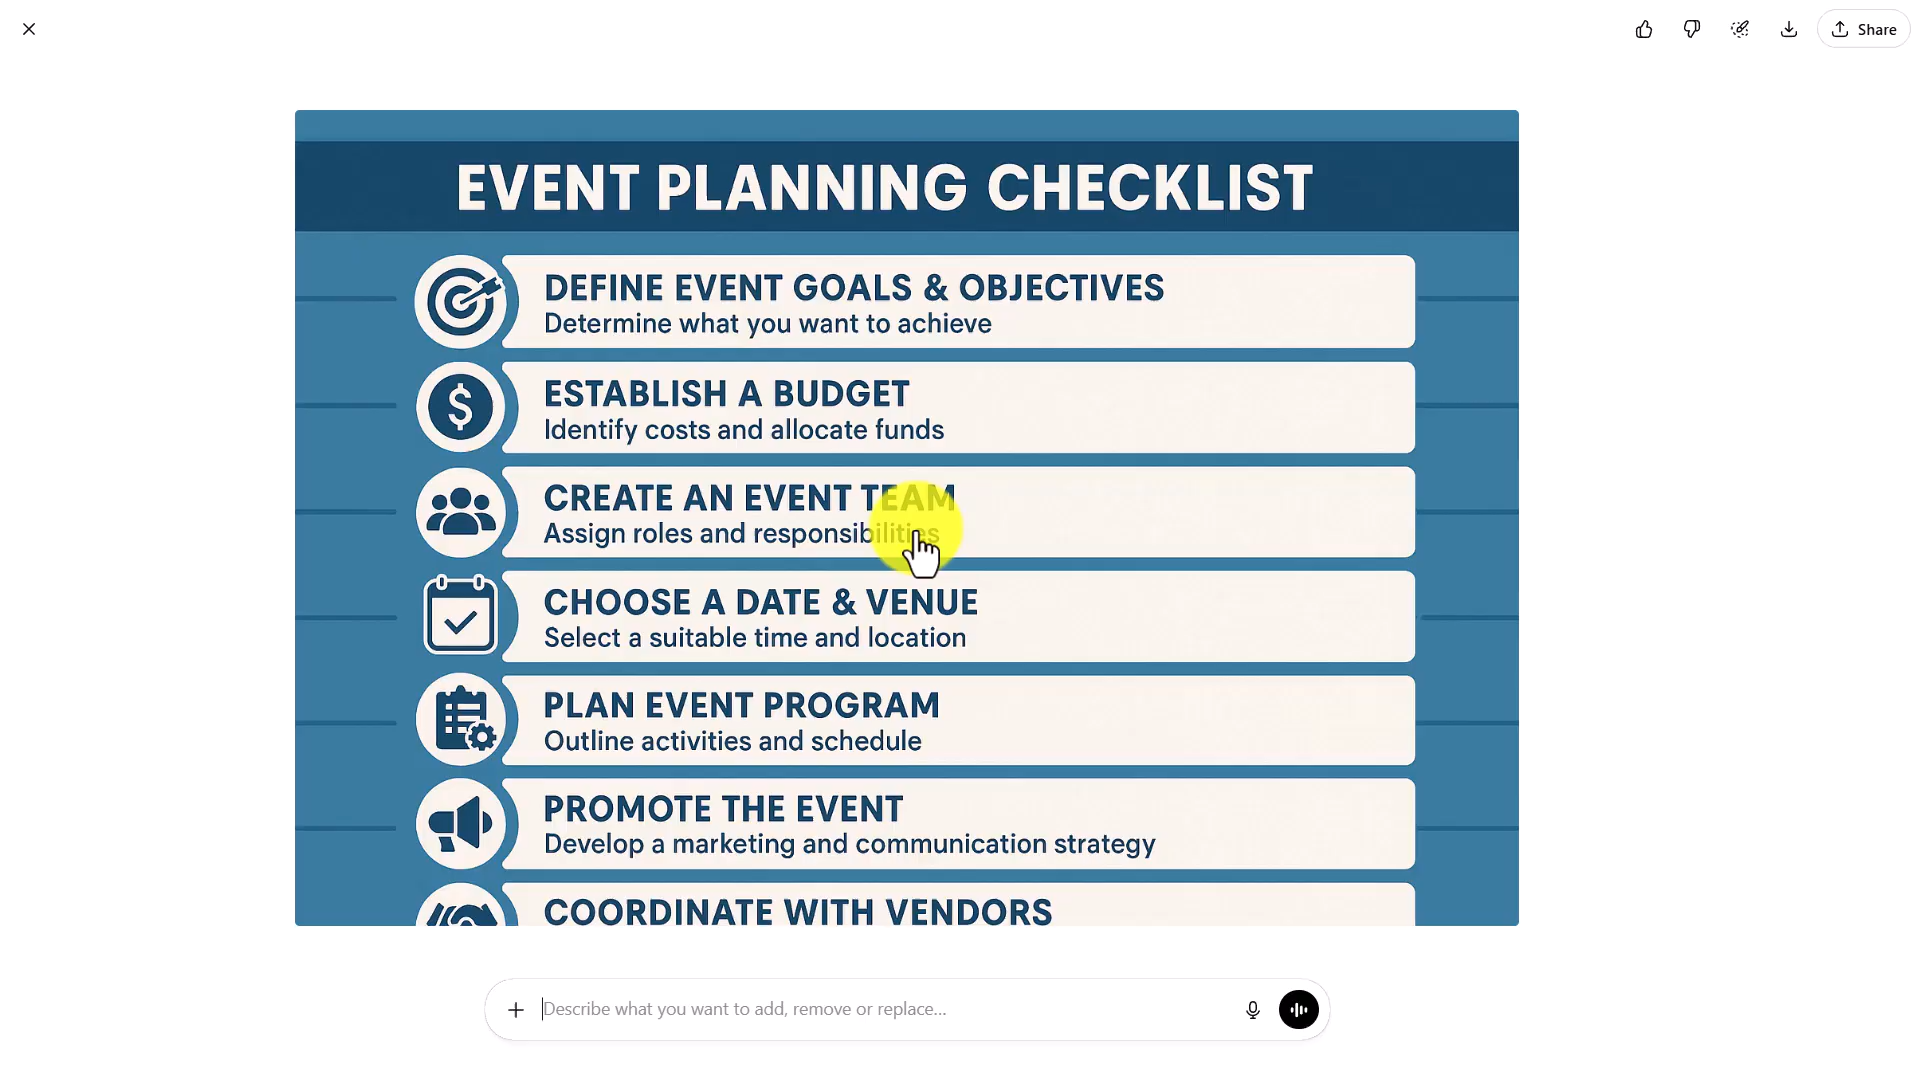 Share
EVENT PLANNING CHECKLIST
DEFINE EVENT GOALS & OBJECTIVES
Determine what you want to achieve
$
ESTABLISH A BUDGET
Identify costs and allocate funds
CREATE AN EVENT TEAM
Assign roles and responsibilities
CHOOSE A DATE & VENUE
Select a suitable time and location
PLAN EVENT PROGRAM
Outline activities and schedule
PROMOTE THE EVENT
Develop a marketing and communication strategy
COORDINATE WITH VENDORS
Describe what you want to add, remove or replace...